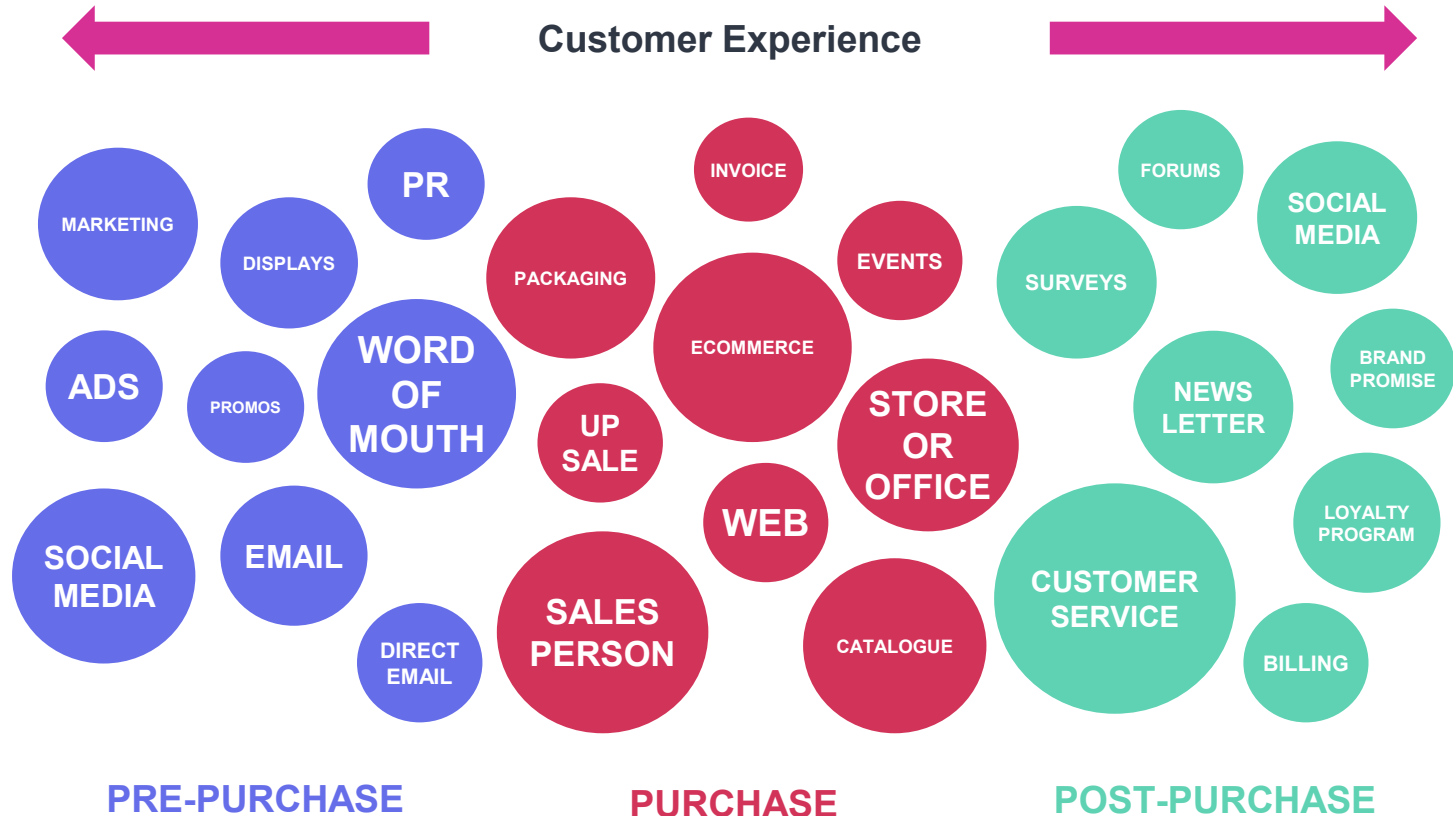 Customer Experience
MARKETING
DISPLAYS
PR
ADS
PROMOS
WORD
OF
MOUTH
SOCIAL
MEDIA
EMAIL
DIRECT
EMAIL
INVOICE
PACKAGING
EVENTS
ECOMMERCE
UP
SALE
STORE
OR
OFFICE
WEB
SALES
PERSON
CATALOGUE
FORUMS
SOCIAL
MEDIA
SURVEYS
BRAND
PROMISE
NEWS
LETTER
LOYALTY
PROGRAM
CUSTOMER
SERVICE
BILLING
PRE-PURCHASE
PURCHASE
POST-PURCHASE